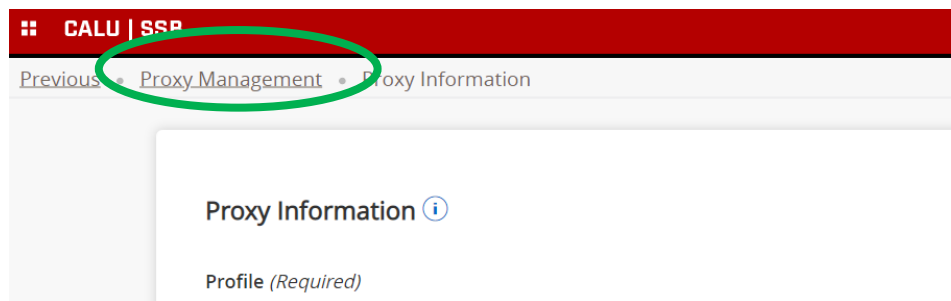 CALU | SSB
Previous • Proxy Management • Proxy Information
Proxy Information
Profile (Required)